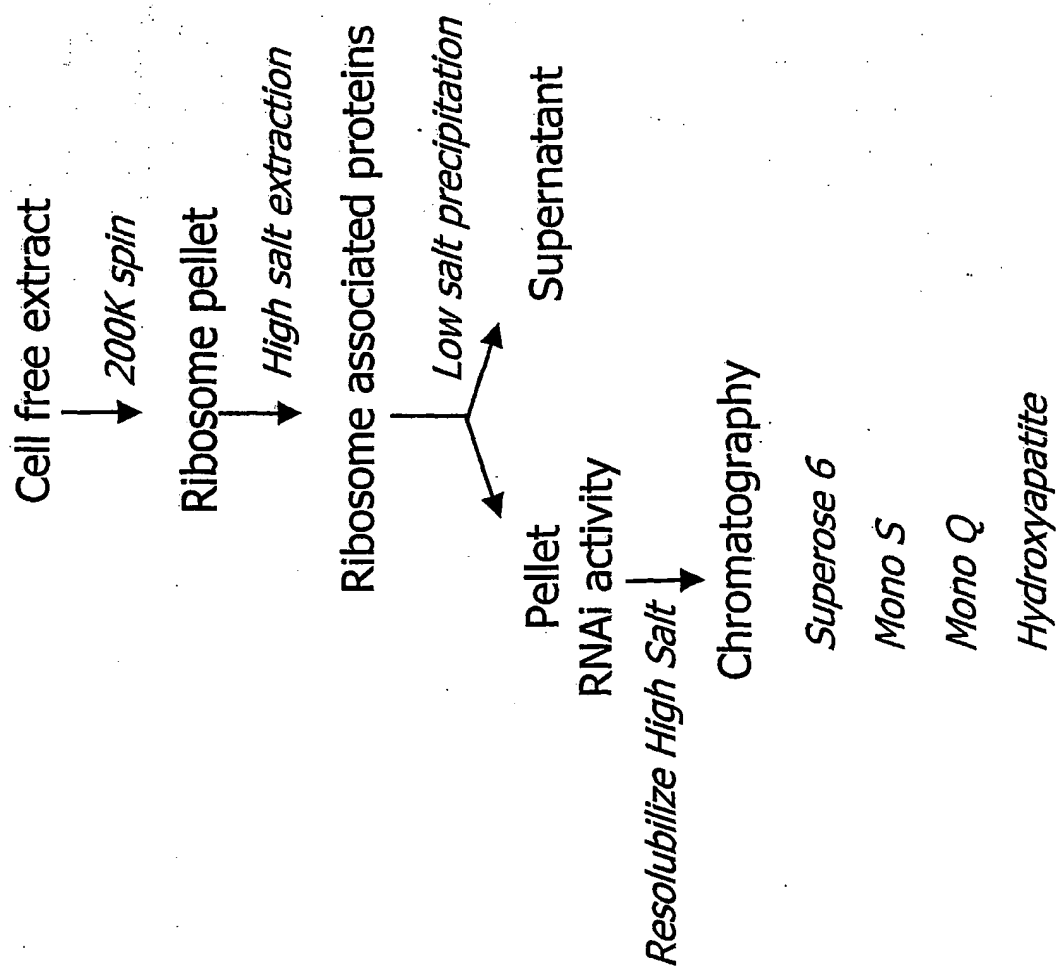 Cell free extract
200K spin
Ribosome pellet
High salt extraction
Ribosome associated proteins
Low salt precipitation
Pellet
RNAi activity
Supernatant
Resolubilize High Salt
Chromatography
Superose 6
Mono S
Mono Q
Hydroxyapatite